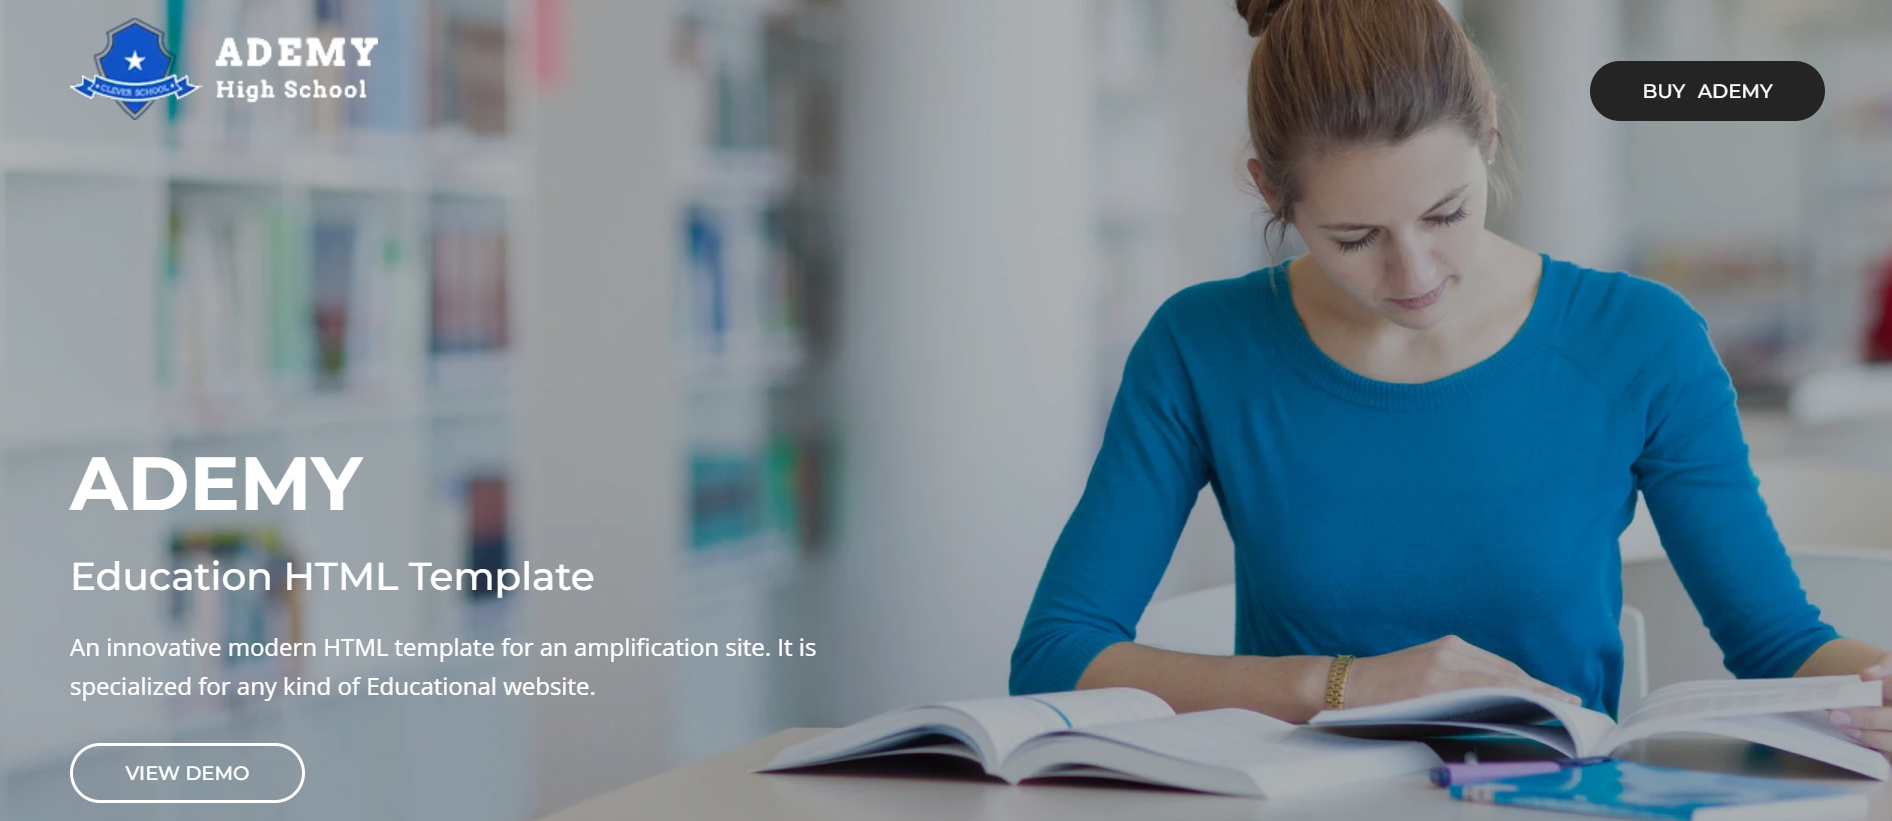 ADEMY
High School
CLEVER SCHOOL
BUY ADEMY
ADEMY
Education HTML Template
An innovative modern HTML template for an amplification site. It is
specialized for any kind of Educational website.
VIEW DEMO